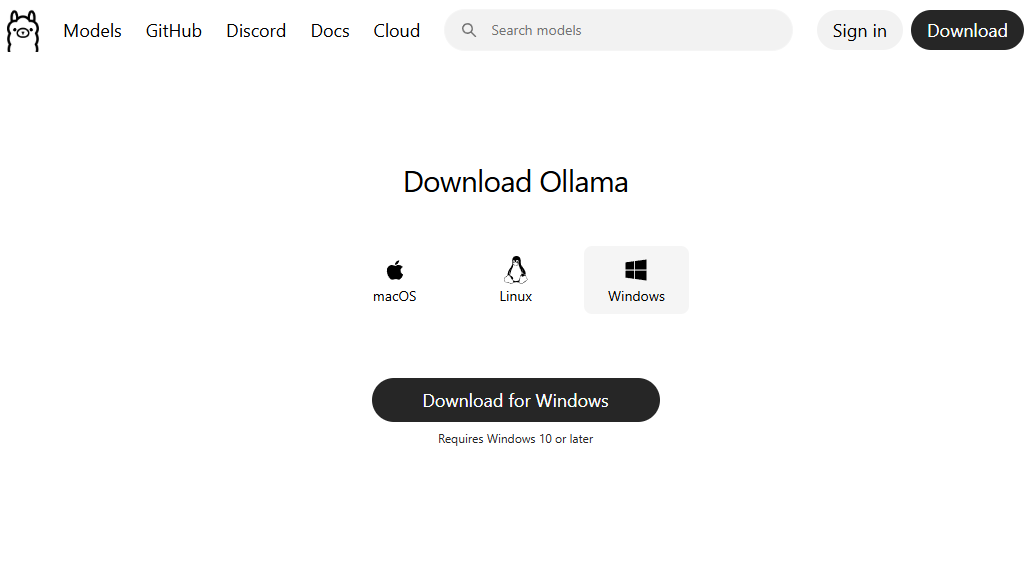 Models GitHub Discord Docs Cloud Search models Sign in Download
Download Ollama
macOS Linux Windows
Download for Windows
Requires Windows 10 or later